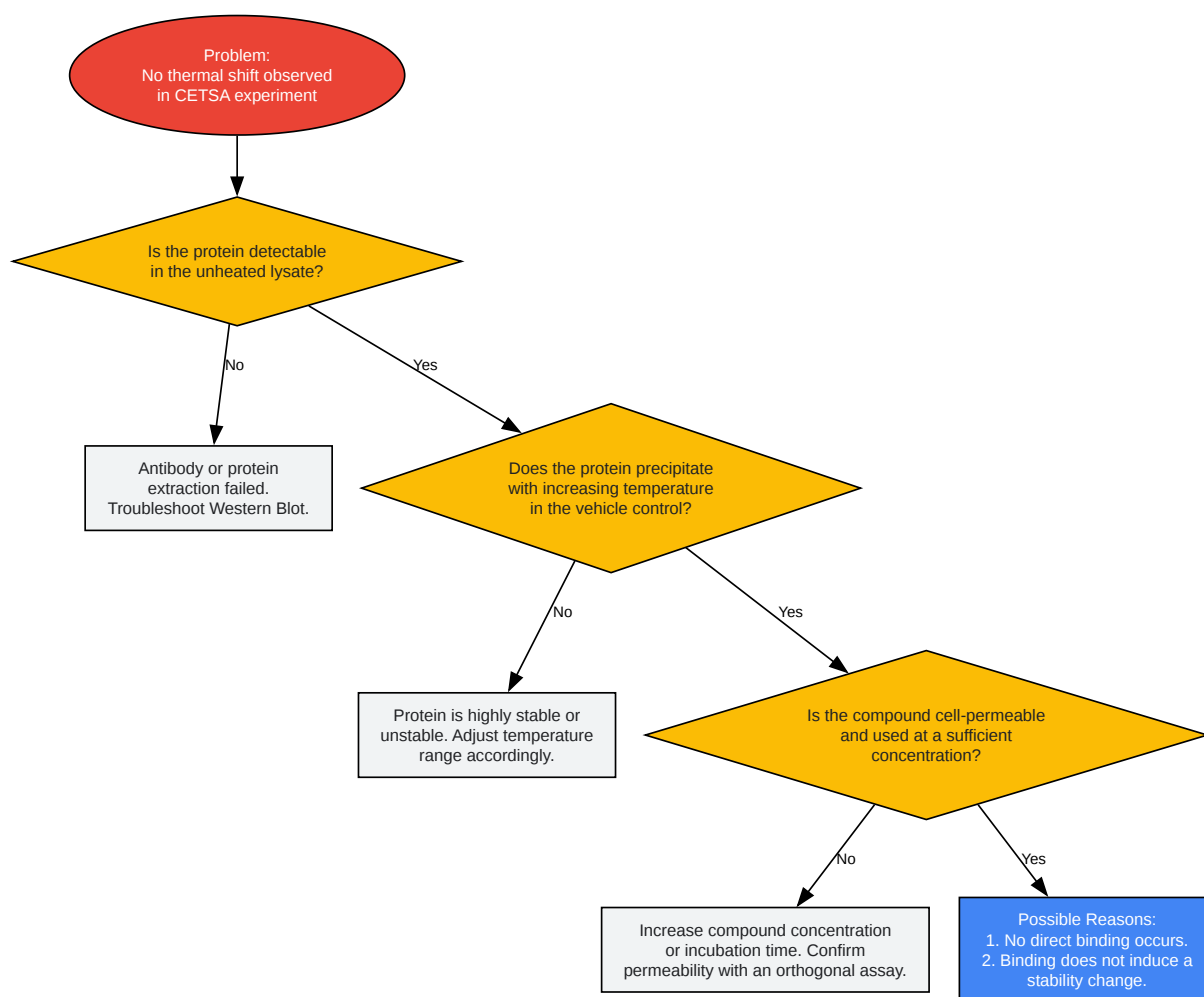 Problem:
No thermal shift observed
in CETSA experiment
Is the protein detectable
in the unheated lysate?
No
Yes
Antibody or protein
extraction failed.
Troubleshoot Western Blot.
Does the protein precipitate
with increasing temperature
in the vehicle control?
No
Yes
Protein is highly stable or
unstable. Adjust temperature
range accordingly.
Is the compound cell-permeable
and used at a sufficient
concentration?
No
Yes
Increase compound concentration
or incubation time. Confirm
permeability with an orthogonal assay.
Possible Reasons:
1. No direct binding occurs.
2. Binding does not induce a
stability change.